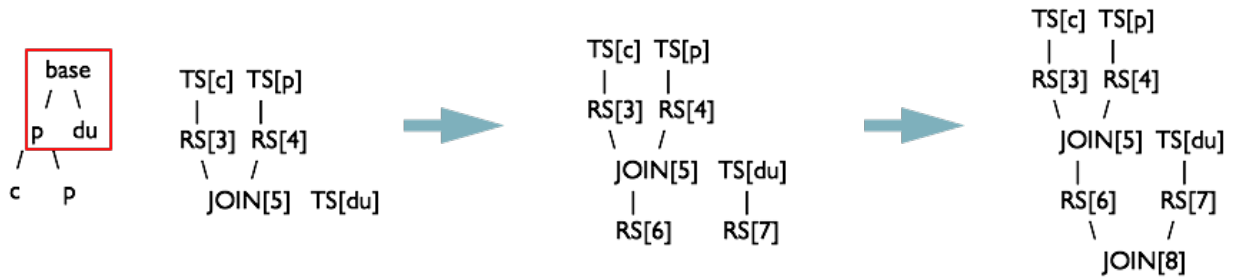 base
p du
c p
TS[c] TS[p]
RS[3] RS[4]
JOIN[5] TS[du]
TS[c] TS[p]
RS[3] RS[4]
JOIN[5] TS[du]
RS[6] RS[7]
TS[c] TS[p]
RS[3] RS[4]
JOIN[5] TS[du]
RS[6] RS[7]
JOIN[8]